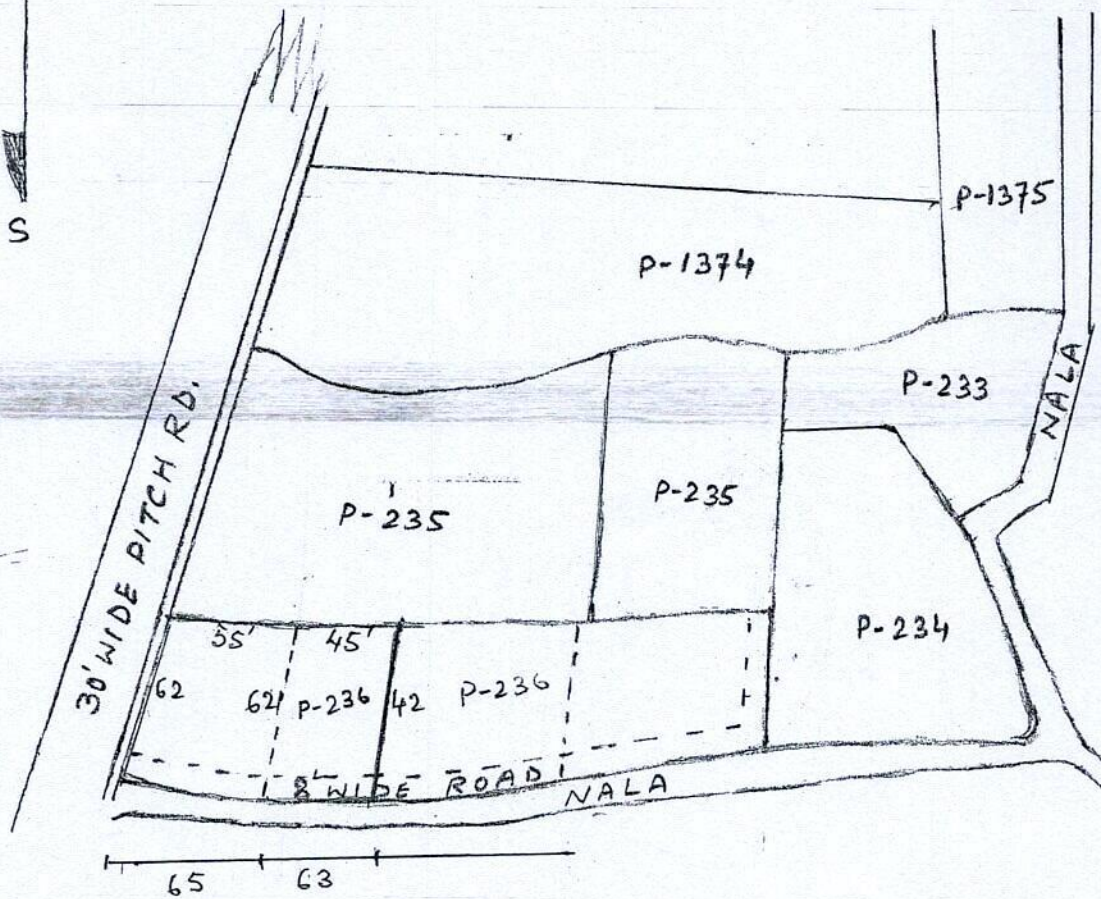 S
P-1375
P-1374
P-233
NALA
30' WIDE PITCH RD.
P-235
P-235
P-234
55' 45'
62 62' P-236 42 P-236
8' WIDE ROAD
NALA
65 63